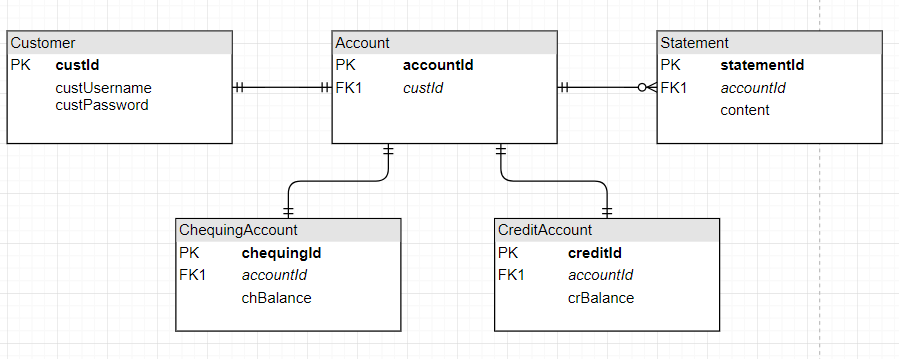 Customer
PK custId
custUsername
custPassword
Account
PK accountId
FK1 custId
Statement
PK statementId
FK1 accountId
content
ChequingAccount
PK chequingId
FK1 accountId
chBalance
CreditAccount
PK creditId
FK1 accountId
crBalance